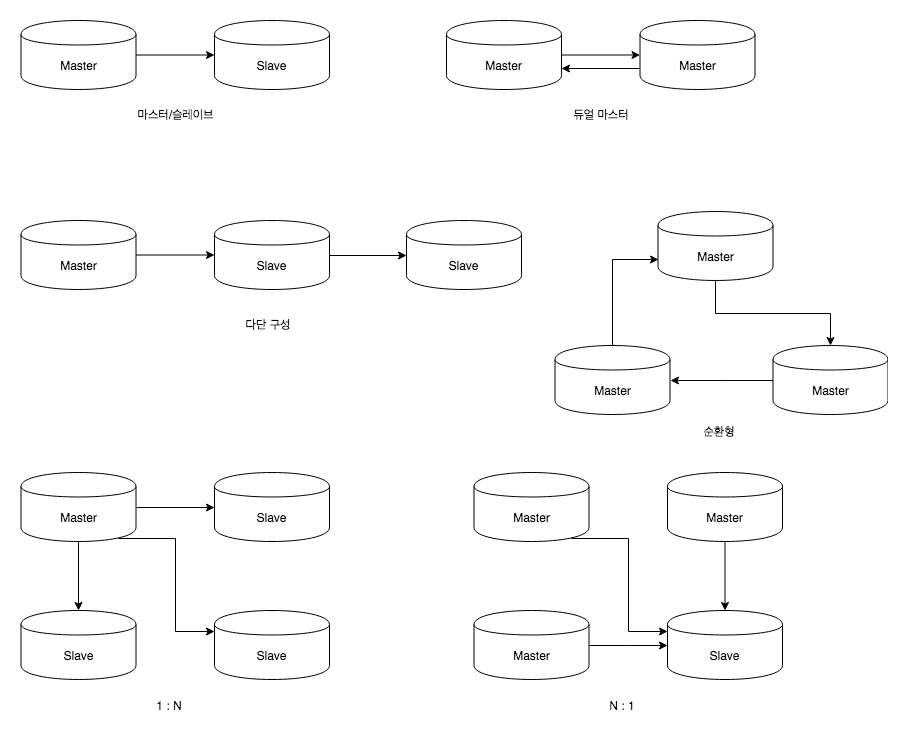 Master
Slave
마스터/슬레이브
Master
Master
듀얼 마스터
Master
Slave
Slave
다단 구성
Master
Master
Master
순환형
Master
Slave
Slave
Slave
1 : N
Master
Master
Master
Slave
N : 1